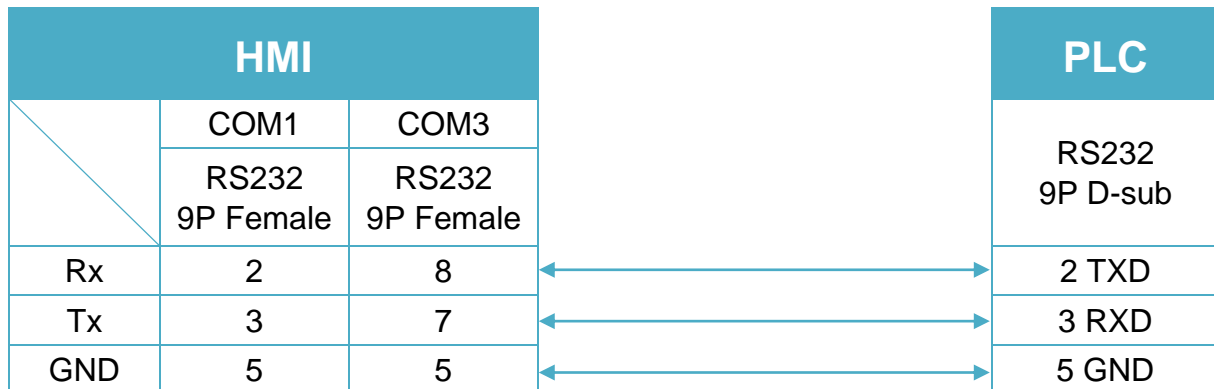 HMI PLC
COM1 COM3
RS232 RS232 RS232
9P Female 9P Female 9P D-sub
Rx 2 8 2 TXD
Tx 3 7 3 RXD
GND 5 5 5 GND